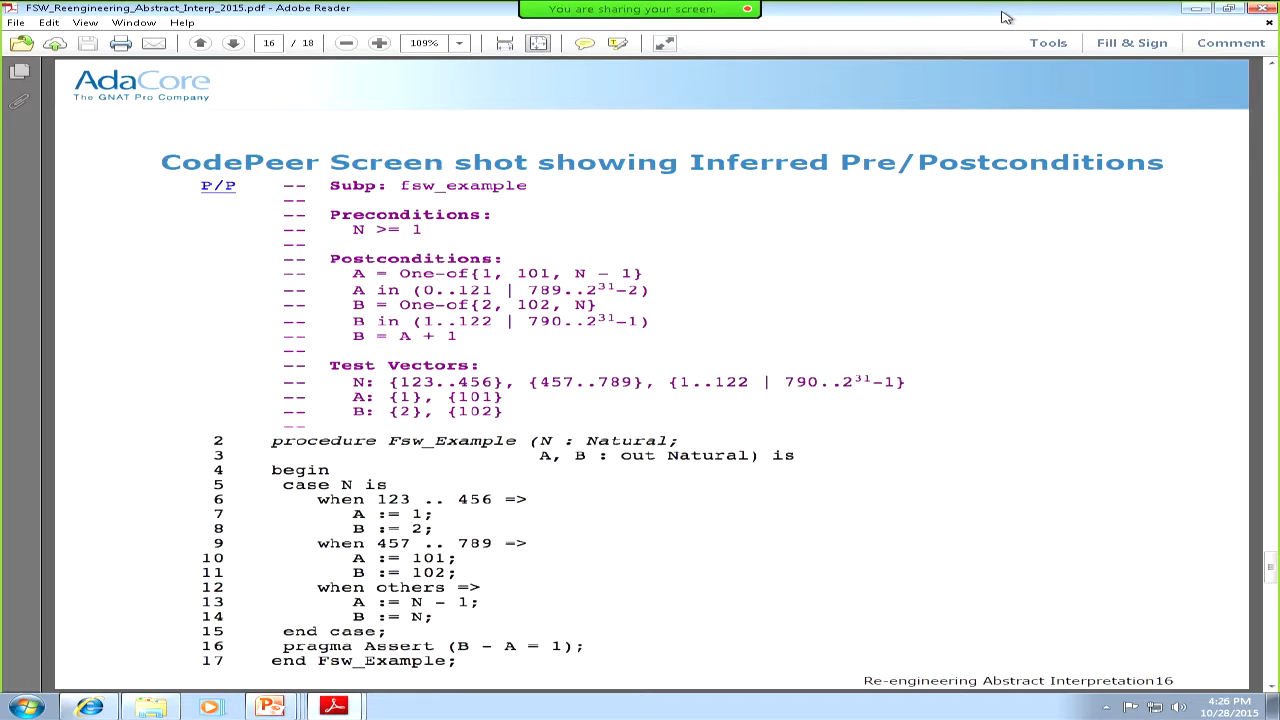 FSW_Reengineering_Abstract_Interp_2015.pdf - Adobe Reader
You are sharing your screen.
File Edit View Window Help
16 / 18 109% Tools Fill & Sign Comment
AdaCore
The GNAT Pro Company
CodePeer Screen shot showing Inferred Pre/Postconditions
P/P -- Subp: fsw_example
--
-- Preconditions:
-- N >= 1
--
-- Postconditions:
-- A = One-of{1, 101, N - 1}
-- A in (0..121 | 789..2³¹-2)
-- B = One-of{2, 102, N}
-- B in (1..122 | 790..2³¹-1)
-- B = A + 1
--
-- Test Vectors:
-- N: {123..456}, {457..789}, {1..122 | 790..2³¹-1}
-- A: {1}, {101}
-- B: {2}, {102}
--
2 procedure Fsw_Example (N : Natural;
3 A, B : out Natural) is
4 begin
5 case N is
6 when 123 .. 456 =>
7 A := 1;
8 B := 2;
9 when 457 .. 789 =>
10 A := 101;
11 B := 102;
12 when others =>
13 A := N - 1;
14 B := N;
15 end case;
16 pragma Assert (B - A = 1);
17 end Fsw_Example;
Re-engineering Abstract Interpretation16
4:26 PM
10/28/2015